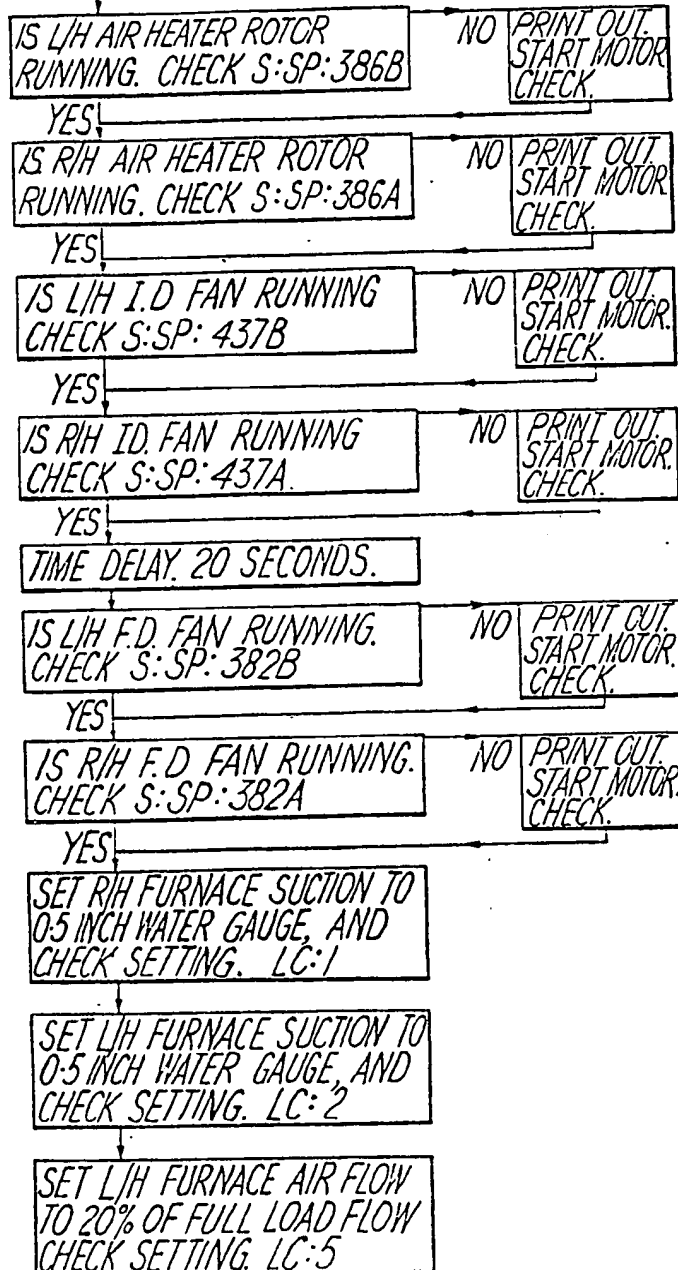 IS L/H AIR HEATER ROTOR
RUNNING. CHECK S:SP:386B
NO
PRINT OUT.
START MOTOR
CHECK.
YES
IS R/H AIR HEATER ROTOR
RUNNING. CHECK S:SP:386A
NO
PRINT OUT.
START MOTOR
CHECK.
YES
IS L/H I.D FAN RUNNING
CHECK S:SP: 437B
NO
PRINT OUT.
START MOTOR.
CHECK.
YES
IS R/H ID. FAN RUNNING
CHECK S:SP:437A.
NO
PRINT OUT.
START MOTOR.
CHECK.
YES
TIME DELAY. 20 SECONDS.
IS L/H F.D. FAN RUNNING.
CHECK S:SP:382B
NO
PRINT OUT.
START MOTOR.
CHECK.
YES
IS R/H F.D FAN RUNNING.
CHECK S:SP:382A
NO
PRINT OUT.
START MOTOR.
CHECK.
YES
SET R/H FURNACE SUCTION TO
0·5 INCH WATER GAUGE, AND
CHECK SETTING. LC:1
SET L/H FURNACE SUCTION TO
0·5 INCH WATER GAUGE, AND
CHECK SETTING. LC:2
SET L/H FURNACE AIR FLOW
TO 20% OF FULL LOAD FLOW
CHECK SETTING. LC:5